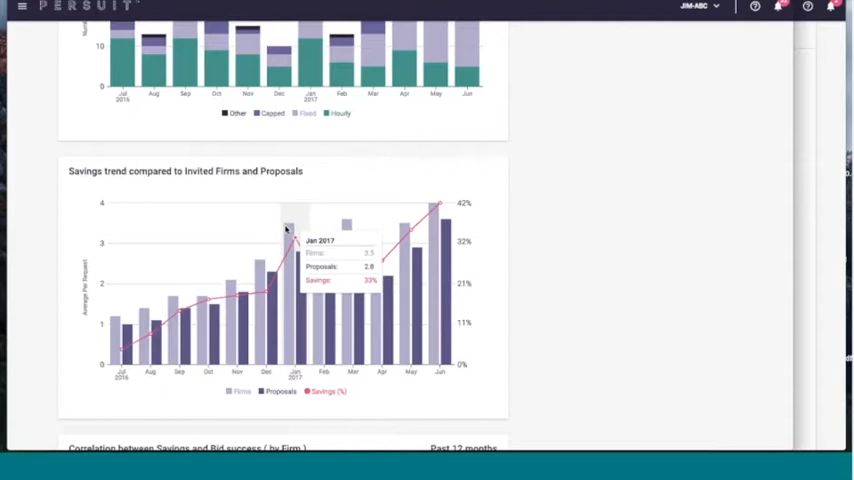 PERSUIT
JIM-ABC
10
0
Jul Aug Sep Oct Nov Dec Jan Feb Mar Apr May Jun
2016 2017
Other Capped Fixed Hourly
Savings trend compared to Invited Firms and Proposals
4 42%
3 32%
2 21%
1 11%
0 0%
Average Per Request
Jan 2017
Firms: 3.5
Proposals: 2.8
Savings: 33%
Jul Aug Sep Oct Nov Dec Jan Feb Mar Apr May Jun
2016 2017
Firms Proposals Savings (%)
Correlation between Savings and Bid success ( by Firm ) Past 12 months